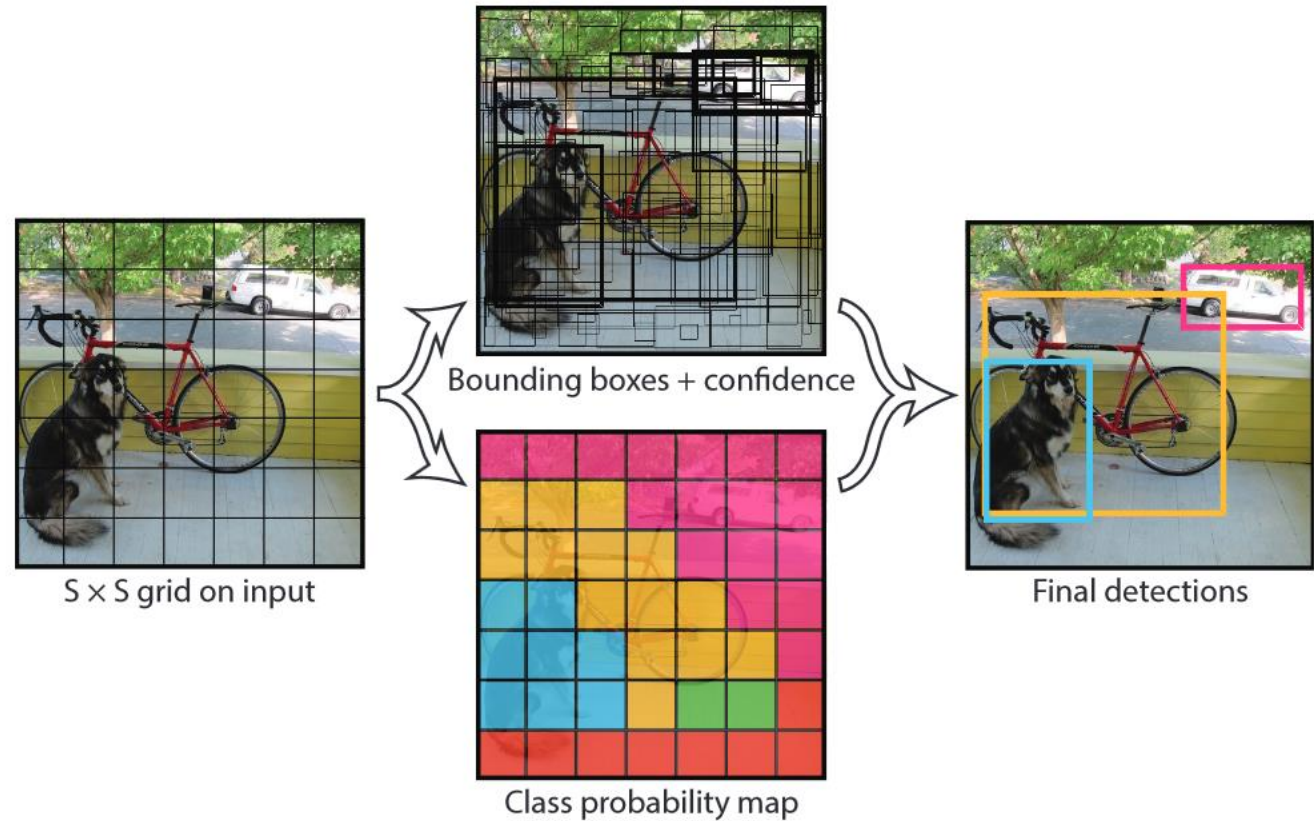 S × S grid on input
Bounding boxes + confidence
Class probability map
Final detections